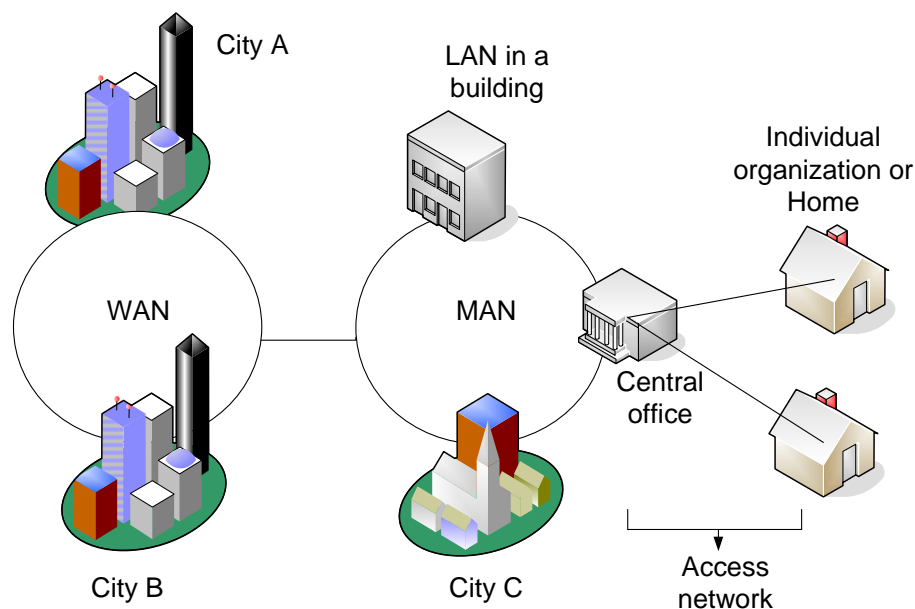 City A
LAN in a
building
Individual
organization or
Home
WAN
MAN
Central
office
City B
City C
Access
network